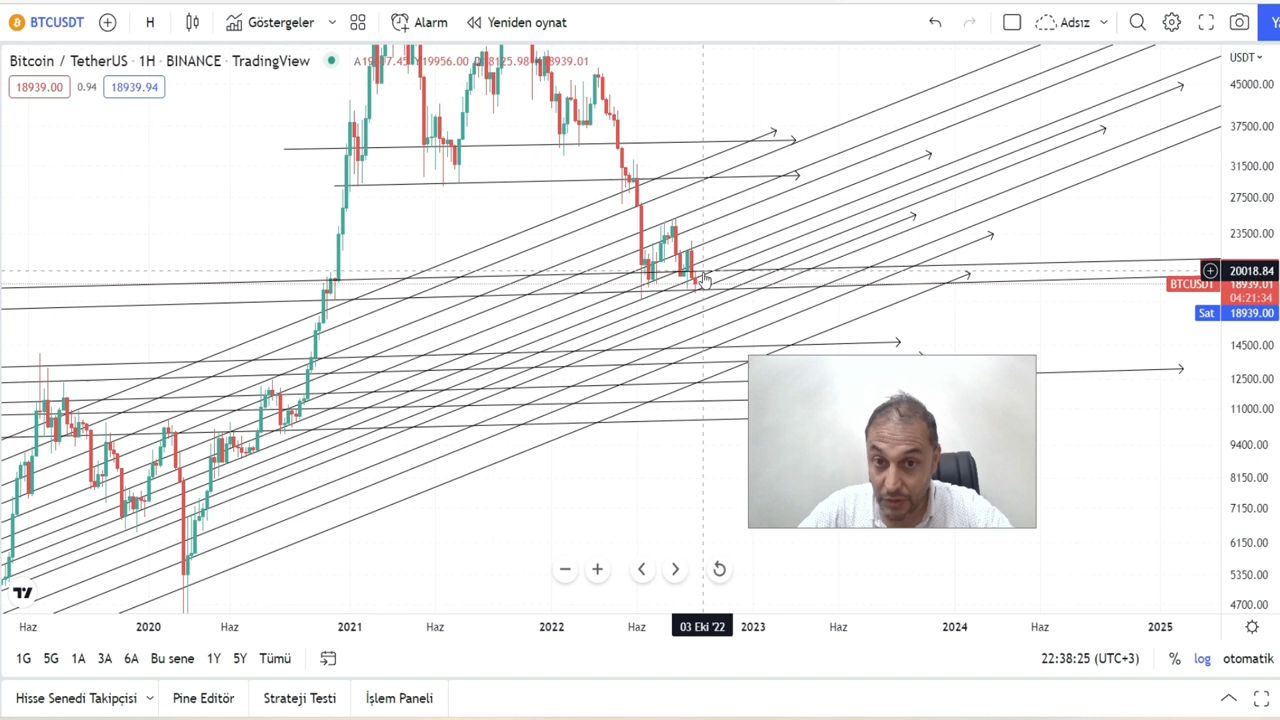 BTCUSDT H Göstergeler Alarm Yeniden oynat Adsız
Bitcoin / TetherUS · 1H · BINANCE · TradingView
USDT
18939.00 0.94 18939.94
45000.00
37500.00
31500.00
27500.00
23500.00
20018.84
BTCUSDT 18939.01
04:21:34
Sat 18939.00
14500.00
12500.00
11000.00
9400.00
8150.00
7150.00
6150.00
5350.00
4700.00
Haz 2020 Haz 2021 Haz 2022 Haz 03 Eki '22 2023 Haz 2024 Haz 2025
1G 5G 1A 3A 6A Bu sene 1Y 5Y Tümü 22:38:25 (UTC+3) % log otomatik
Hisse Senedi Takipçisi Pine Editör Strateji Testi İşlem Paneli